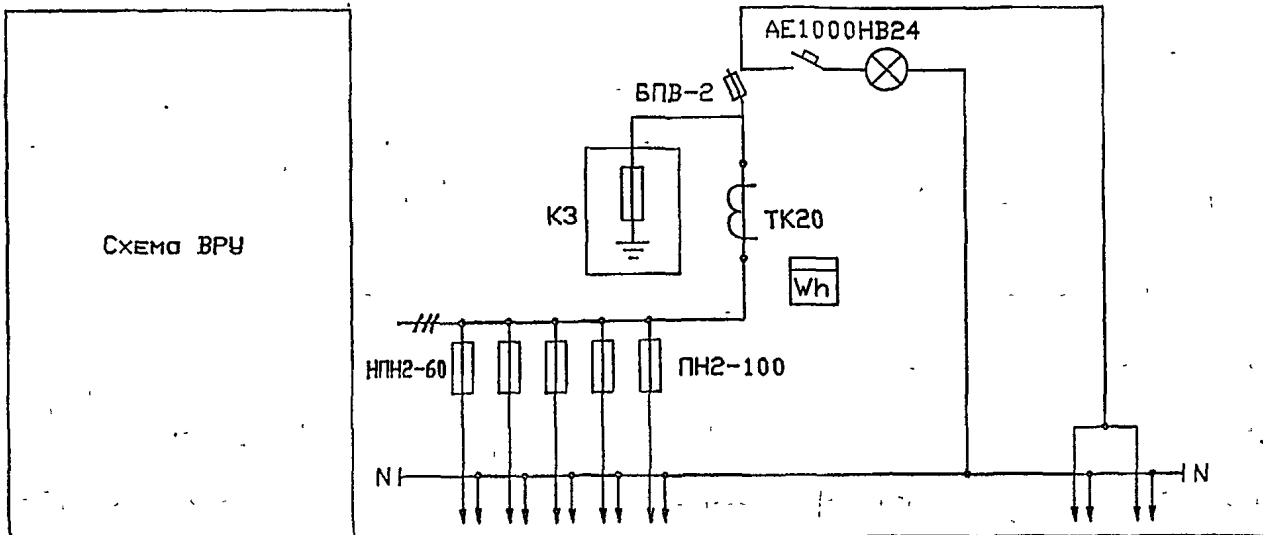 АЕ1000НВ24
БПВ-2
КЗ
ТК20
Схема ВРУ
Wh
НПН2-60
ПН2-100
N
N